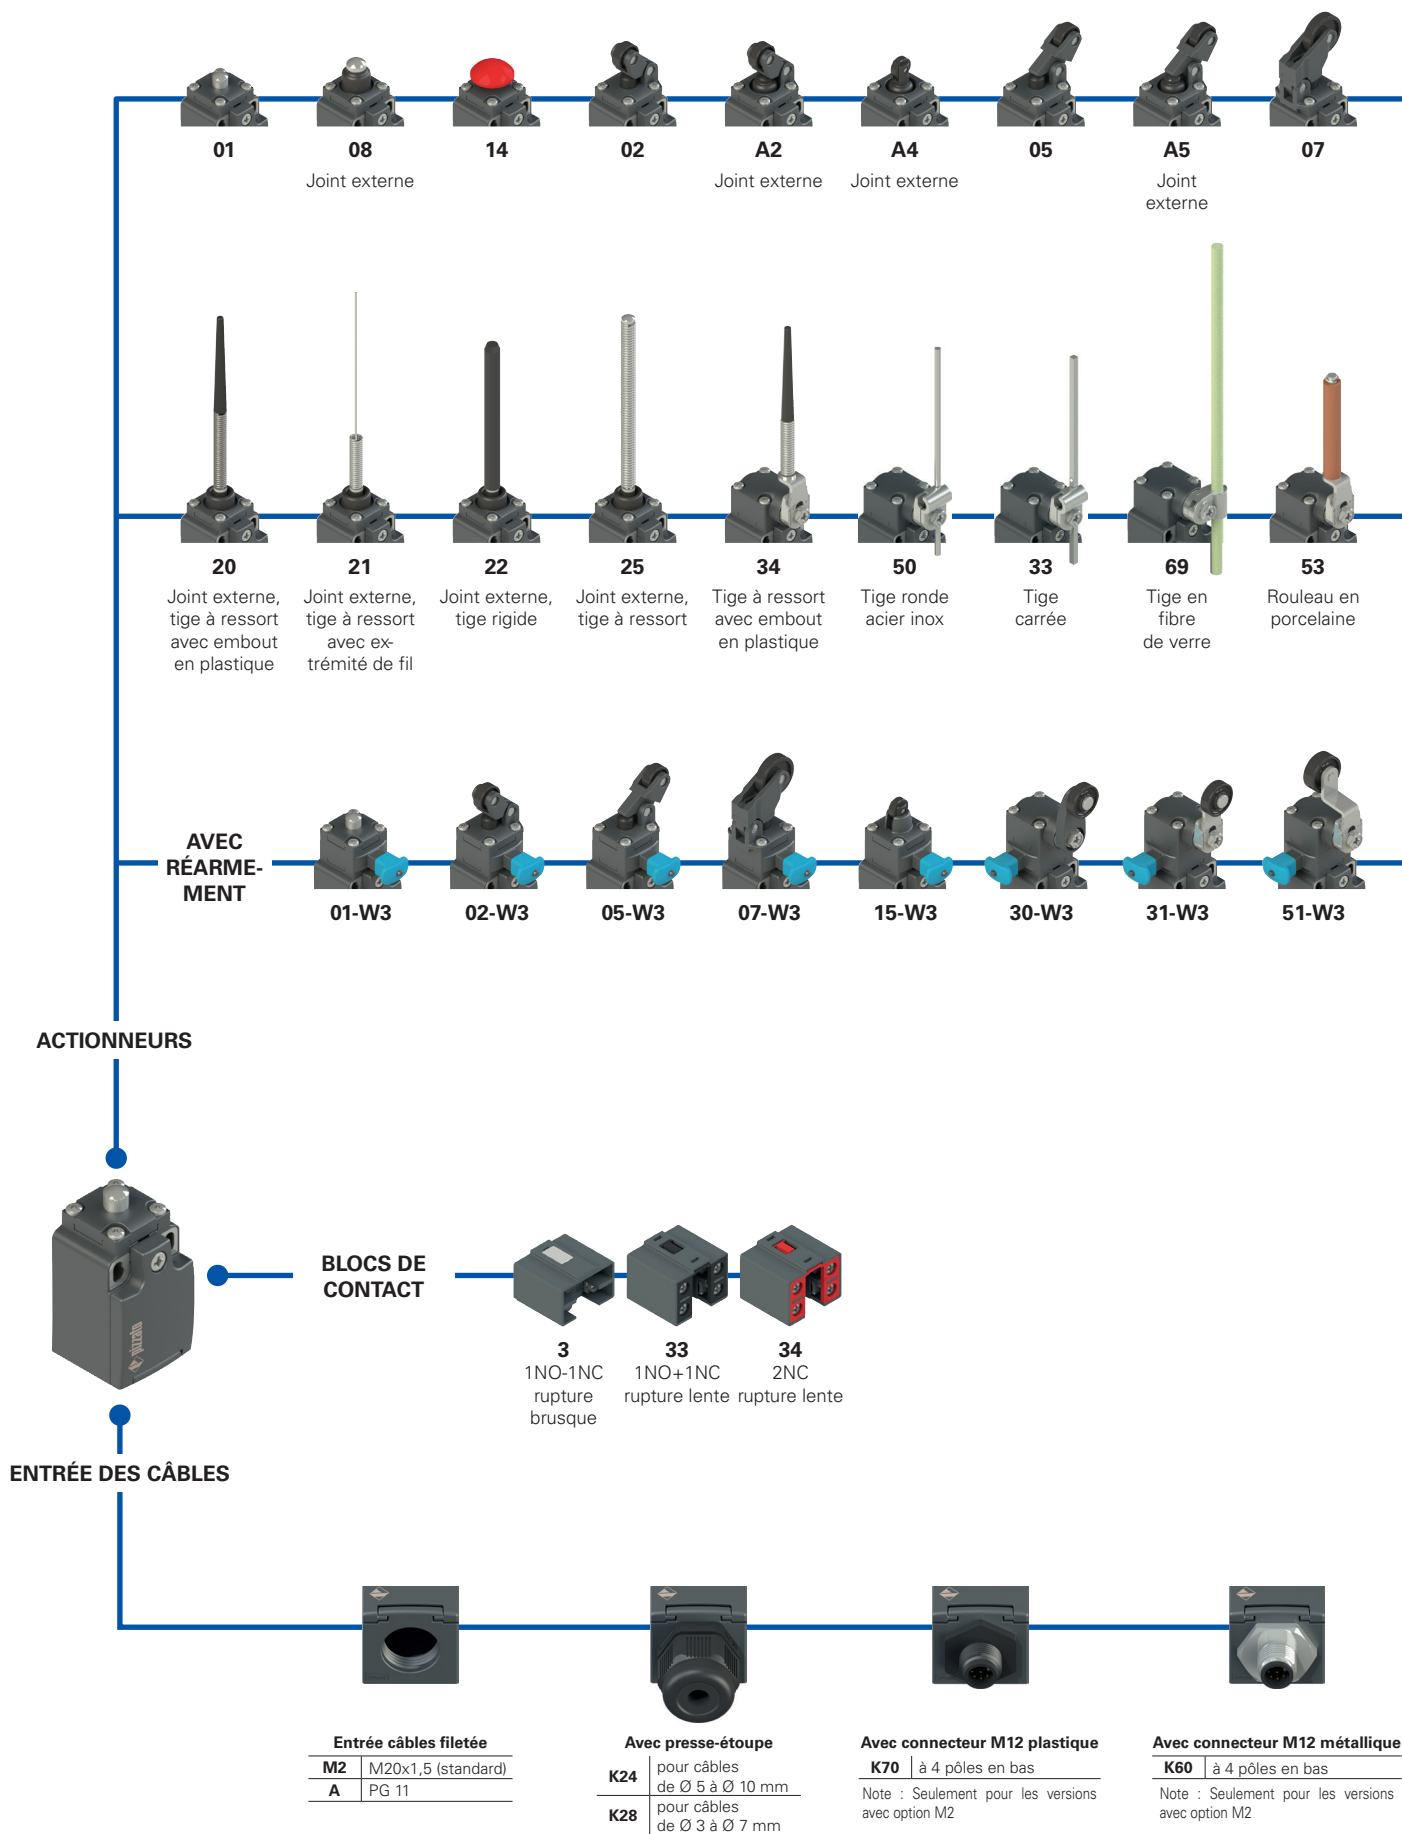 01
08
14
02
A2
A4
05
A5
07
Joint externe
Joint externe
Joint externe
Joint
externe
20
Joint externe,
tige à ressort
avec embout
en plastique
21
Joint externe,
tige à ressort
avec ex-
trémité de fil
22
Joint externe,
tige rigide
25
Joint externe,
tige à ressort
34
Tige à ressort
avec embout
en plastique
50
Tige ronde
acier inox
33
Tige
carrée
69
Tige en
fibre
de verre
53
Rouleau en
porcelaine
AVEC
RÉARME-
MENT
01-W3
02-W3
05-W3
07-W3
15-W3
30-W3
31-W3
51-W3
ACTIONNEURS
pizzato
BLOCS DE
CONTACT
3
1NO-1NC
rupture
brusque
33
1NO+1NC
rupture lente
34
2NC
rupture lente
ENTRÉE DES CÂBLES
Entrée câbles filetée
M2 M20x1,5 (standard)
A PG 11
Avec presse-étoupe
K24 pour câbles
de Ø 5 à Ø 10 mm
K28 pour câbles
de Ø 3 à Ø 7 mm
Avec connecteur M12 plastique
K70 à 4 pôles en bas
Note : Seulement pour les versions
avec option M2
Avec connecteur M12 métallique
K60 à 4 pôles en bas
Note : Seulement pour les versions
avec option M2